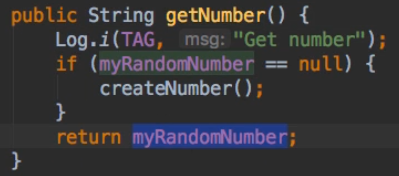 public String getNumber() {
Log.i(TAG, msg: "Get number");
if (myRandomNumber == null) {
createNumber();
}
return myRandomNumber;
}